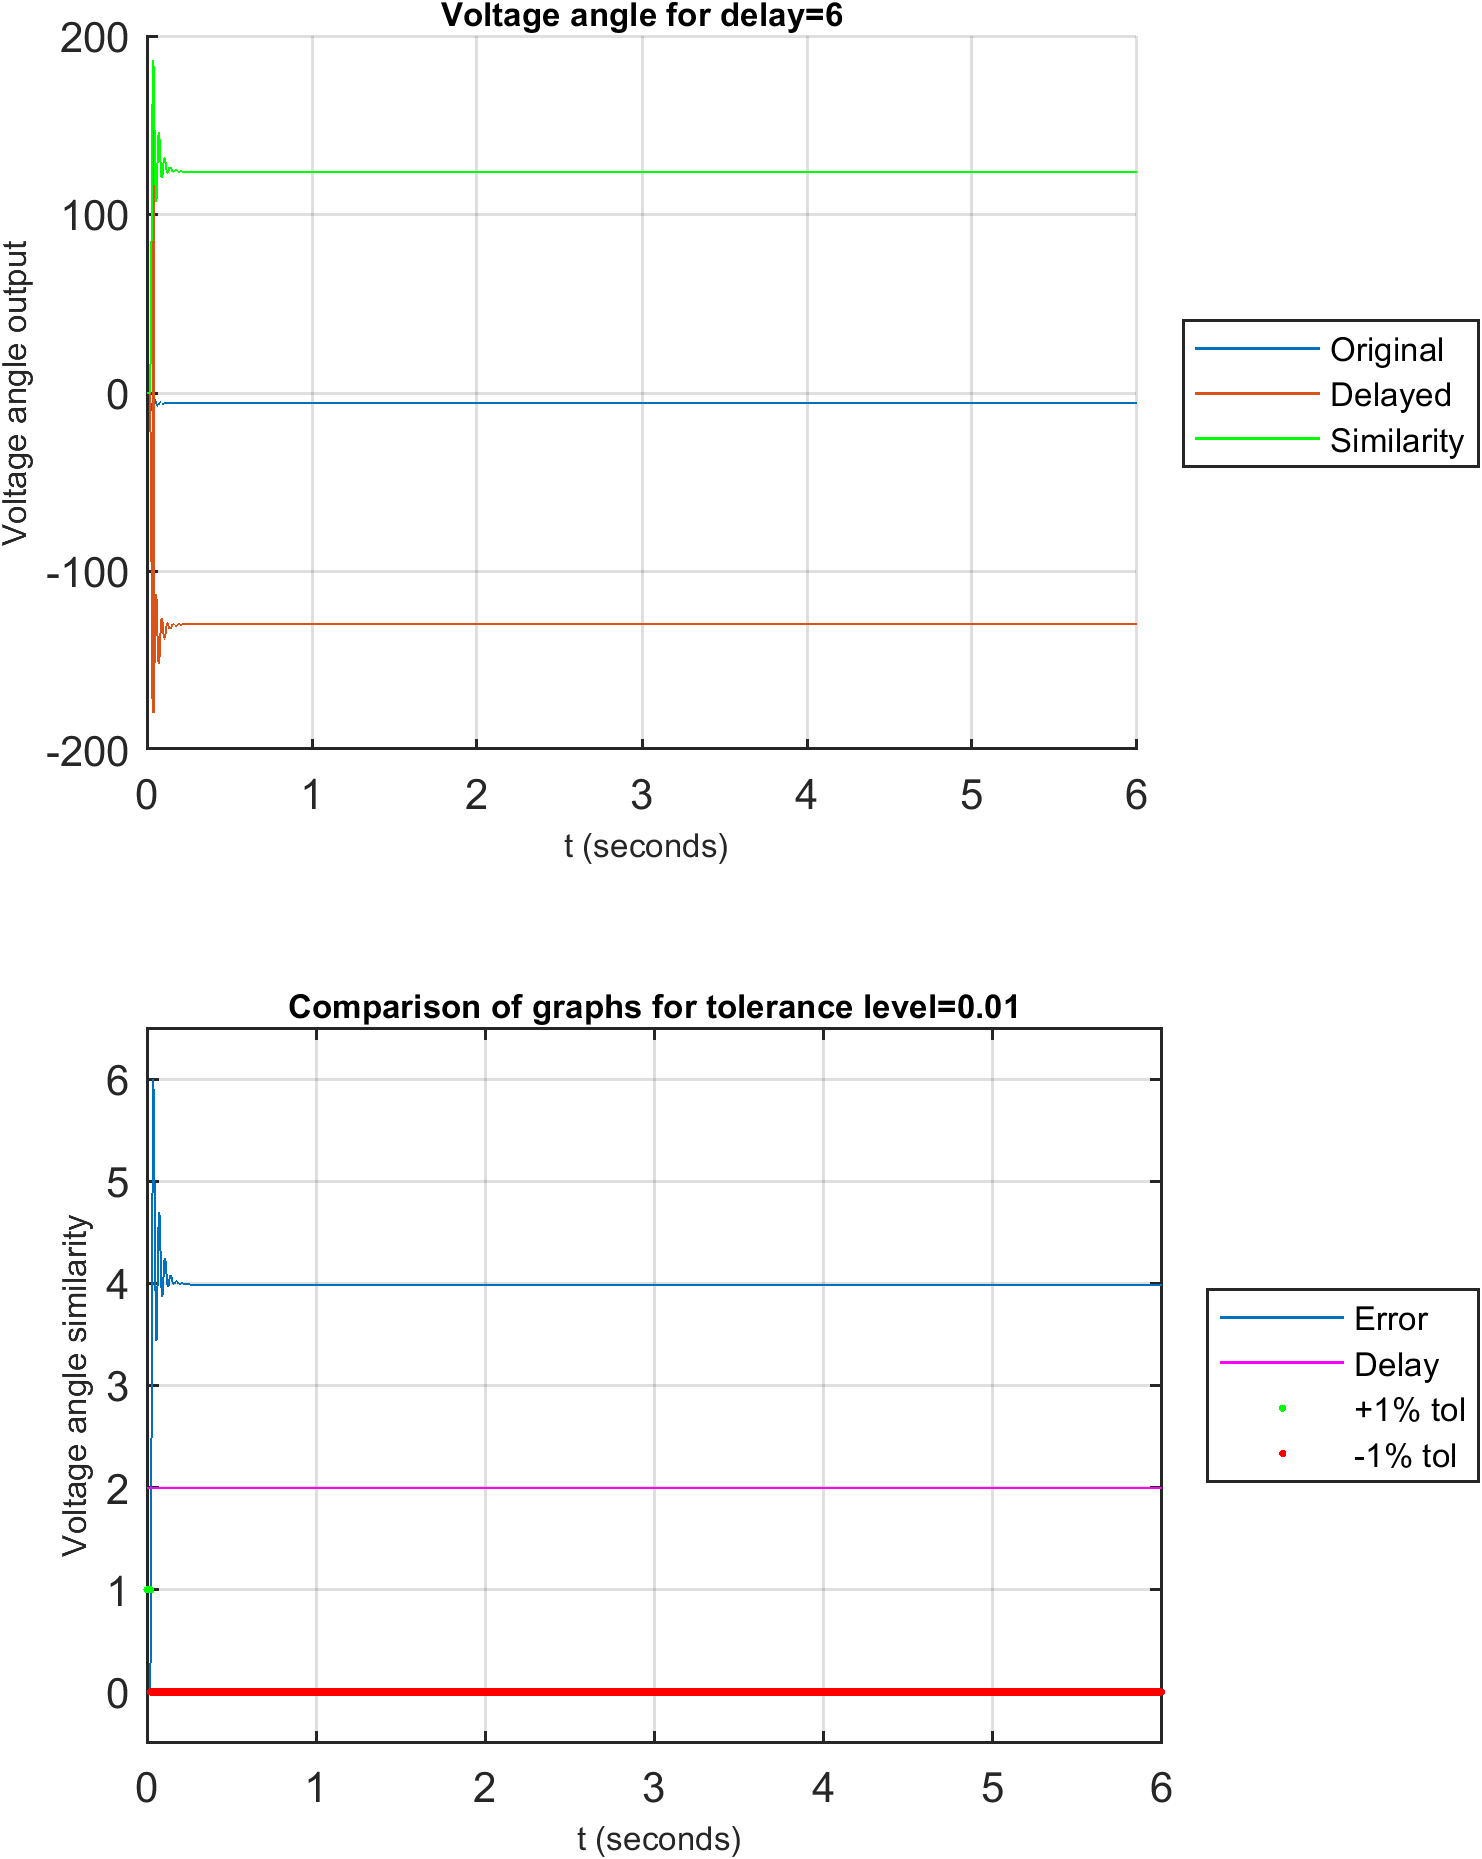 Voltage angle for delay=6
200
100
0
-100
-200
Voltage angle output
0 1 2 3 4 5 6
t (seconds)
Original
Delayed
Similarity
Comparison of graphs for tolerance level=0.01
6
5
4
3
2
1
0
Voltage angle similarity
0 1 2 3 4 5 6
t (seconds)
Error
Delay
+1% tol
-1% tol